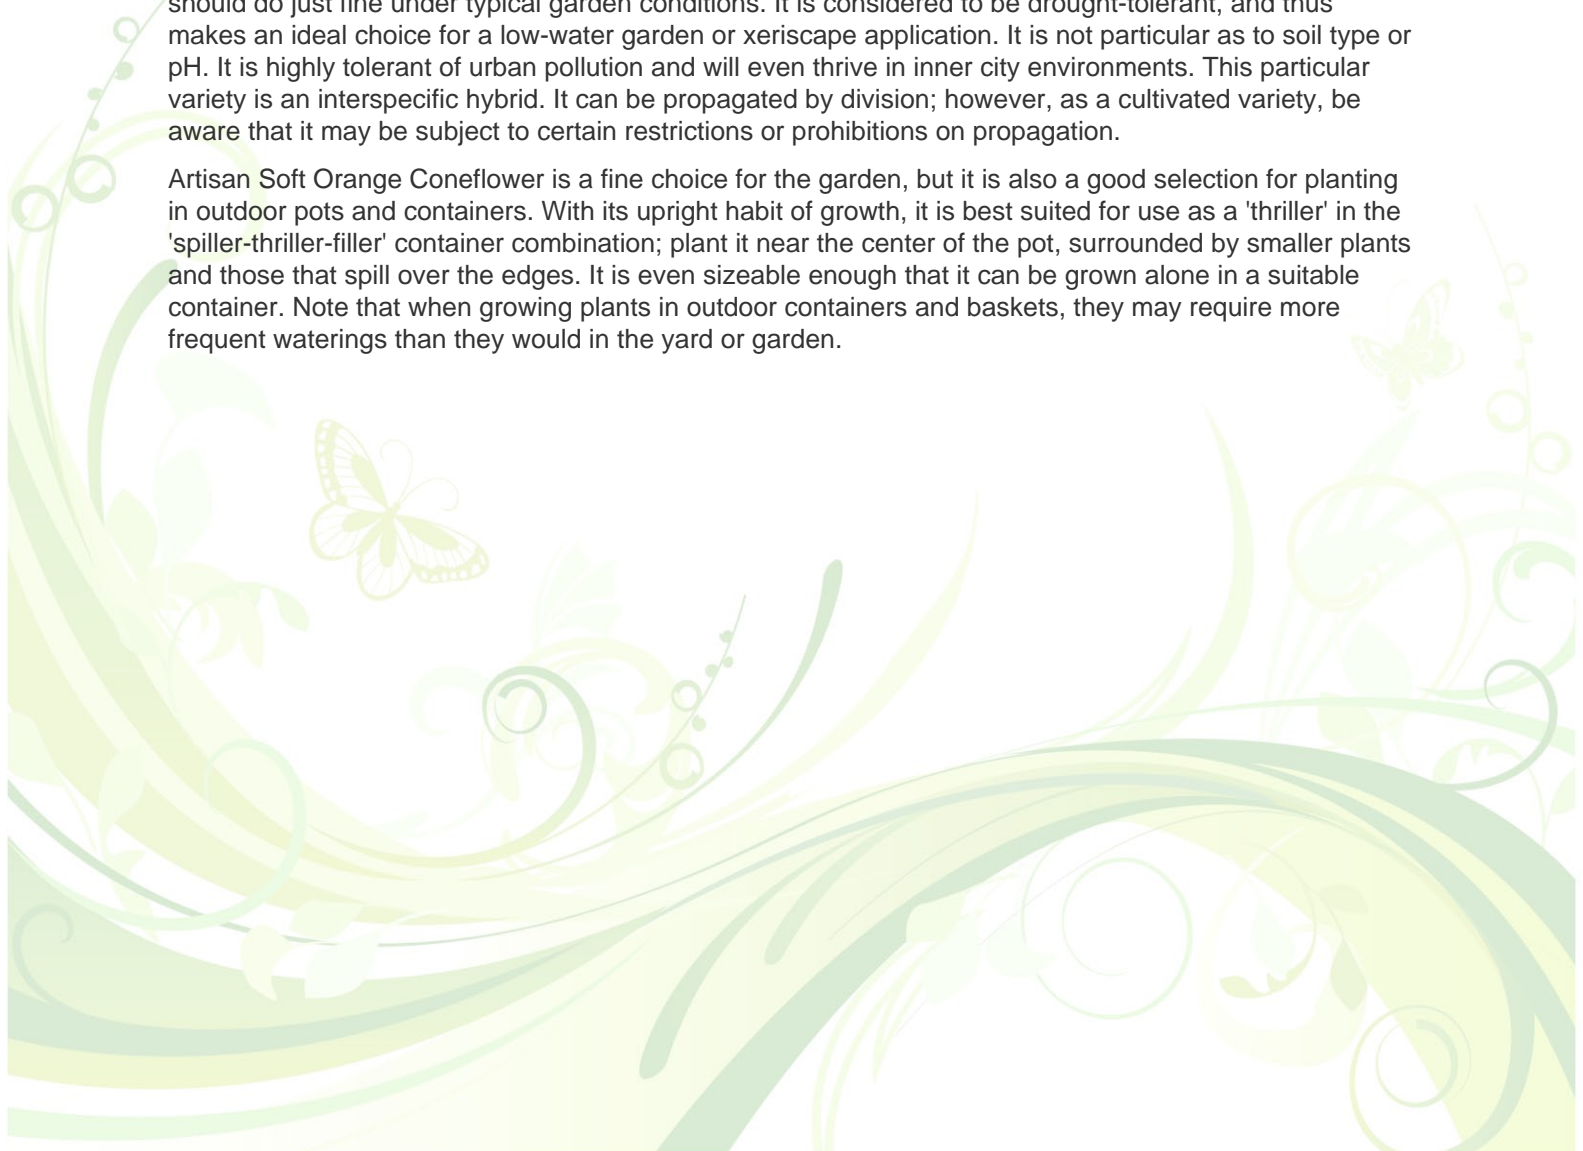 should do just fine under typical garden conditions. It is considered to be drought-tolerant, and thus
makes an ideal choice for a low-water garden or xeriscape application. It is not particular as to soil type or
pH. It is highly tolerant of urban pollution and will even thrive in inner city environments. This particular
variety is an interspecific hybrid. It can be propagated by division; however, as a cultivated variety, be
aware that it may be subject to certain restrictions or prohibitions on propagation.
Artisan Soft Orange Coneflower is a fine choice for the garden, but it is also a good selection for planting
in outdoor pots and containers. With its upright habit of growth, it is best suited for use as a 'thriller' in the
'spiller-thriller-filler' container combination; plant it near the center of the pot, surrounded by smaller plants
and those that spill over the edges. It is even sizeable enough that it can be grown alone in a suitable
container. Note that when growing plants in outdoor containers and baskets, they may require more
frequent waterings than they would in the yard or garden.